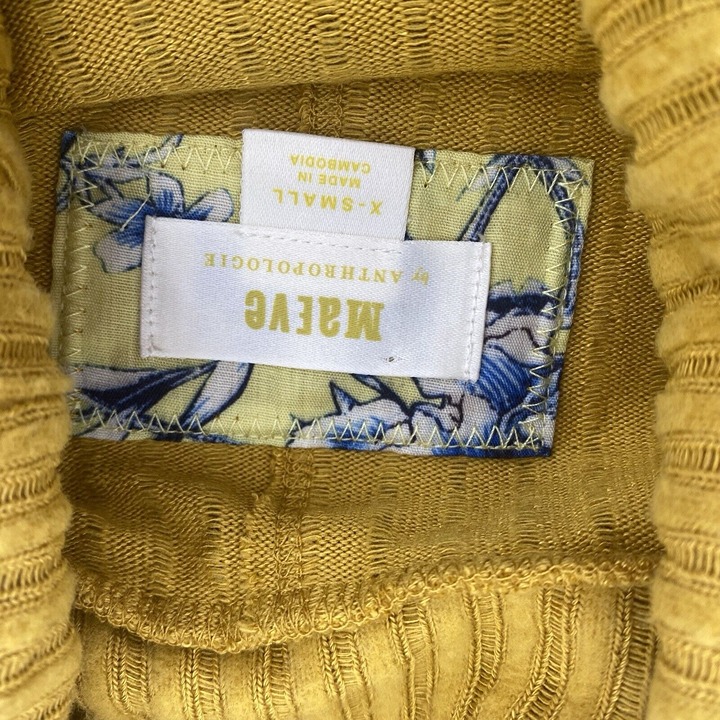 Maeve
by ANTHROPOLOGIE
X-SMALL
MADE IN
CAMBODIA